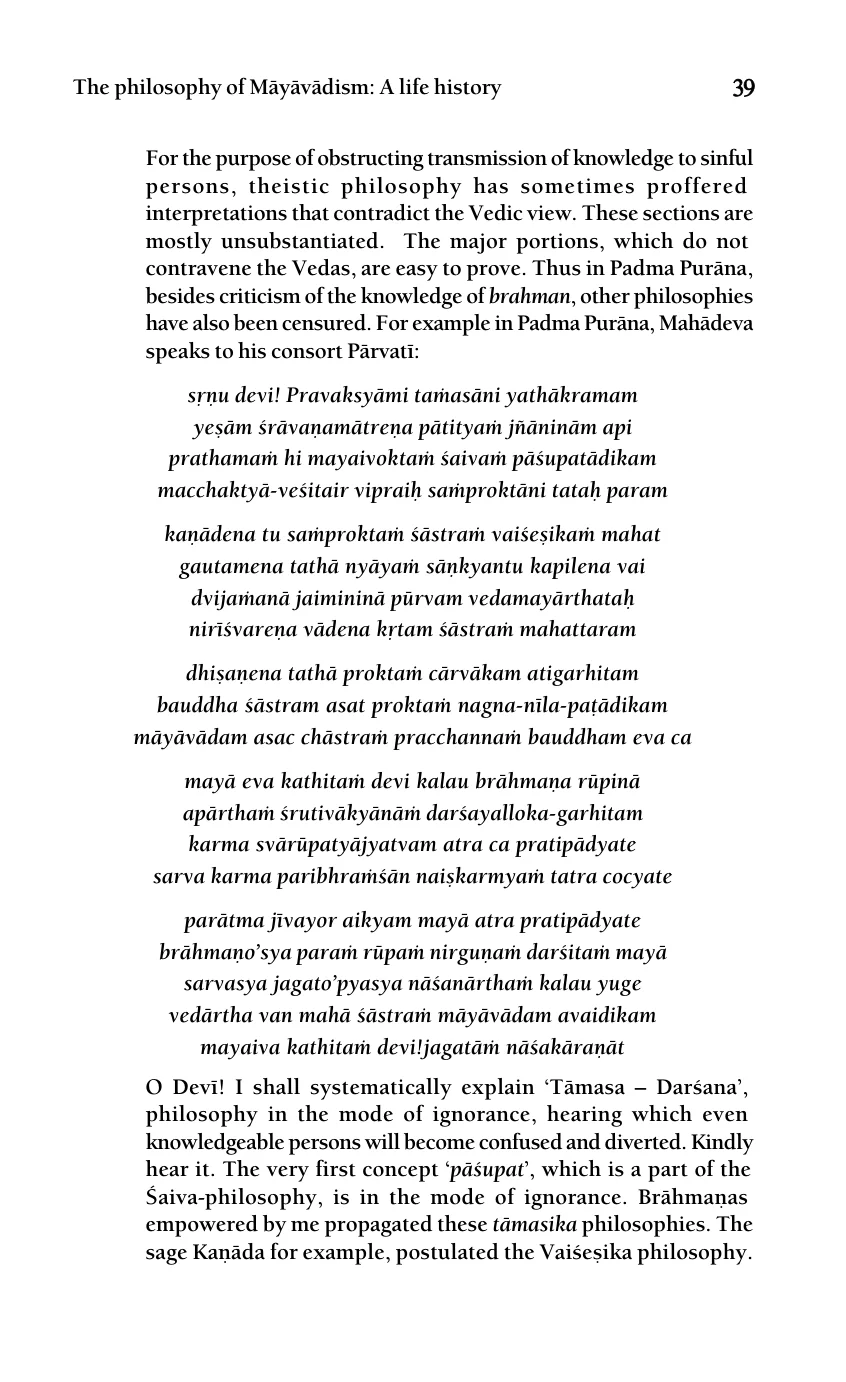 The philosophy of Māyāvādism: A life history 39
For the purpose of obstructing transmission of knowledge to sinful
persons, theistic philosophy has sometimes proffered
interpretations that contradict the Vedic view. These sections are
mostly unsubstantiated. The major portions, which do not
contravene the Vedas, are easy to prove. Thus in Padma Purāna,
besides criticism of the knowledge of brahman, other philosophies
have also been censured. For example in Padma Purāna, Mahādeva
speaks to his consort Pārvatī:
sṛṇu devi! Pravaksyāmi taṁasāni yathākramam
yeṣām śrāvaṇamātreṇa pātityaṁ jñāninām api
prathamaṁ hi mayaivoktaṁ śaivaṁ pāśupatādikam
macchaktyā-veśitair vipraiḥ saṁproktāni tataḥ param
kaṇādena tu saṁproktaṁ śāstraṁ vaiśeṣikaṁ mahat
gautamena tathā nyāyaṁ sāṇkyantu kapilena vai
dvijaṁanā jaimininā pūrvam vedamayārthataḥ
nirīśvareṇa vādena kṛtam śāstraṁ mahattaram
dhiṣaṇena tathā proktaṁ cārvākam atigarhitam
bauddha śāstram asat proktaṁ nagna-nīla-paṭādikam
māyāvādam asac chāstraṁ pracchannaṁ bauddham eva ca
mayā eva kathitaṁ devi kalau brāhmaṇa rūpinā
apārthaṁ śrutivākyānāṁ darśayalloka-garhitam
karma svārūpatyājyatvam atra ca pratipādyate
sarva karma paribhraṁśān naiṣkarmyaṁ tatra cocyate
parātma jīvayor aikyam mayā atra pratipādyate
brāhmaṇo'sya paraṁ rūpaṁ nirguṇaṁ darśitaṁ mayā
sarvasya jagato'pyasya nāśanārthaṁ kalau yuge
vedārtha van mahā śāstraṁ māyāvādam avaidikam
mayaiva kathitaṁ devi!jagatāṁ nāśakāraṇāt
O Devī! I shall systematically explain ‘Tāmasa – Darśana’,
philosophy in the mode of ignorance, hearing which even
knowledgeable persons will become confused and diverted. Kindly
hear it. The very first concept ‘pāśupat’, which is a part of the
Śaiva-philosophy, is in the mode of ignorance. Brāhmaṇas
empowered by me propagated these tāmasika philosophies. The
sage Kaṇāda for example, postulated the Vaiśeṣika philosophy.